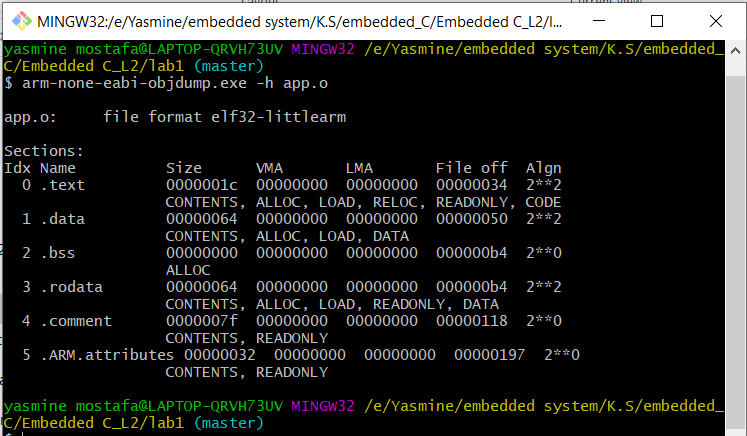 MINGW32:/e/Yasmine/embedded system/K.S/embedded_C/Embedded C_L2/l...
yasmine mostafa@LAPTOP-QRVH73UV MINGW32 /e/Yasmine/embedded system/K.S/embedded_
C/Embedded C_L2/lab1 (master)
$ arm-none-eabi-objdump.exe -h app.o
app.o:     file format elf32-littlearm
Sections:
Idx Name          Size      VMA       LMA       File off  Algn
  0 .text         0000001c  00000000  00000000  00000034  2**2
                  CONTENTS, ALLOC, LOAD, RELOC, READONLY, CODE
  1 .data         00000064  00000000  00000000  00000050  2**2
                  CONTENTS, ALLOC, LOAD, DATA
  2 .bss          00000000  00000000  00000000  000000b4  2**0
                  ALLOC
  3 .rodata       00000064  00000000  00000000  000000b4  2**2
                  CONTENTS, ALLOC, LOAD, READONLY, DATA
  4 .comment      0000007f  00000000  00000000  00000118  2**0
                  CONTENTS, READONLY
  5 .ARM.attributes 00000032  00000000  00000000  00000197  2**0
                  CONTENTS, READONLY
yasmine mostafa@LAPTOP-QRVH73UV MINGW32 /e/Yasmine/embedded system/K.S/embedded_
C/Embedded C_L2/lab1 (master)
$